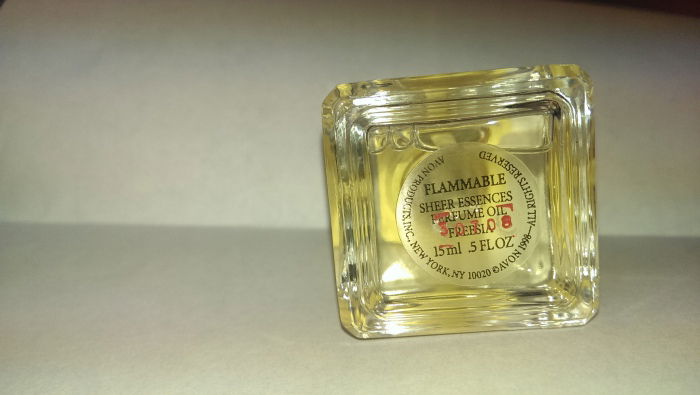 FLAMMABLE
SHEER ESSENCES
PERFUME OIL
FREESIA
15 ml .5 FL OZ
AVON PRODUCTS, INC., NEW YORK, NY 10020 © AVON 1998—ALL RIGHTS RESERVED